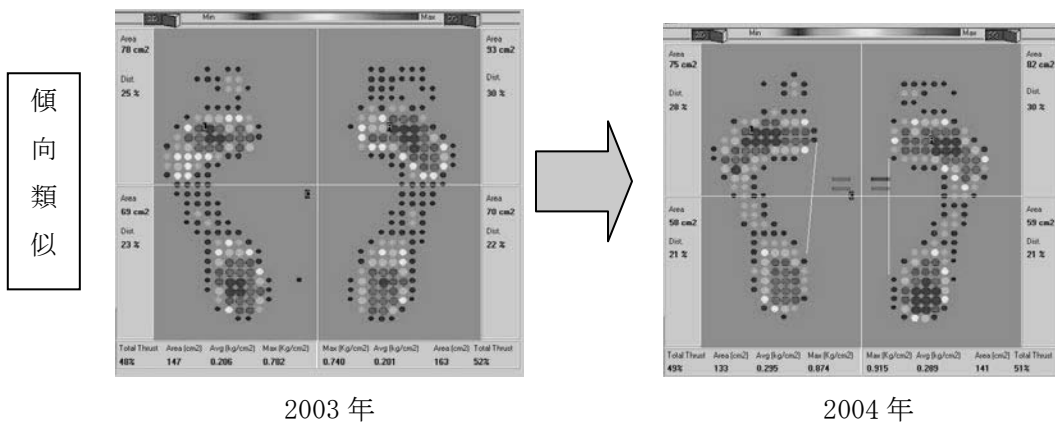 傾向類似
2D 3D Min Max 2D 3D
Area
78 cm2
Dist.
25 %
Area
93 cm2
Dist.
30 %
Area
69 cm2
Dist.
23 %
Area
70 cm2
Dist.
22 %
Total Thrust Area (cm2) Avg (kg/cm2) Max (Kg/cm2) Max (Kg/cm2) Avg (kg/cm2) Area (cm2) Total Thrust
48% 147 0.206 0.782 0.740 0.201 163 52%
2003 年
Min Max
Area
75 cm2
Dist.
28 %
Area
82 cm2
Dist.
30 %
Area
58 cm2
Dist.
21 %
Area
59 cm2
Dist.
21 %
Total Thrust Area (cm2) Avg (kg/cm2) Max (Kg/cm2) Max (Kg/cm2) Avg (kg/cm2) Area (cm2) Total Thrust
49% 133 0.295 0.874 0.915 0.289 141 51%
2004 年